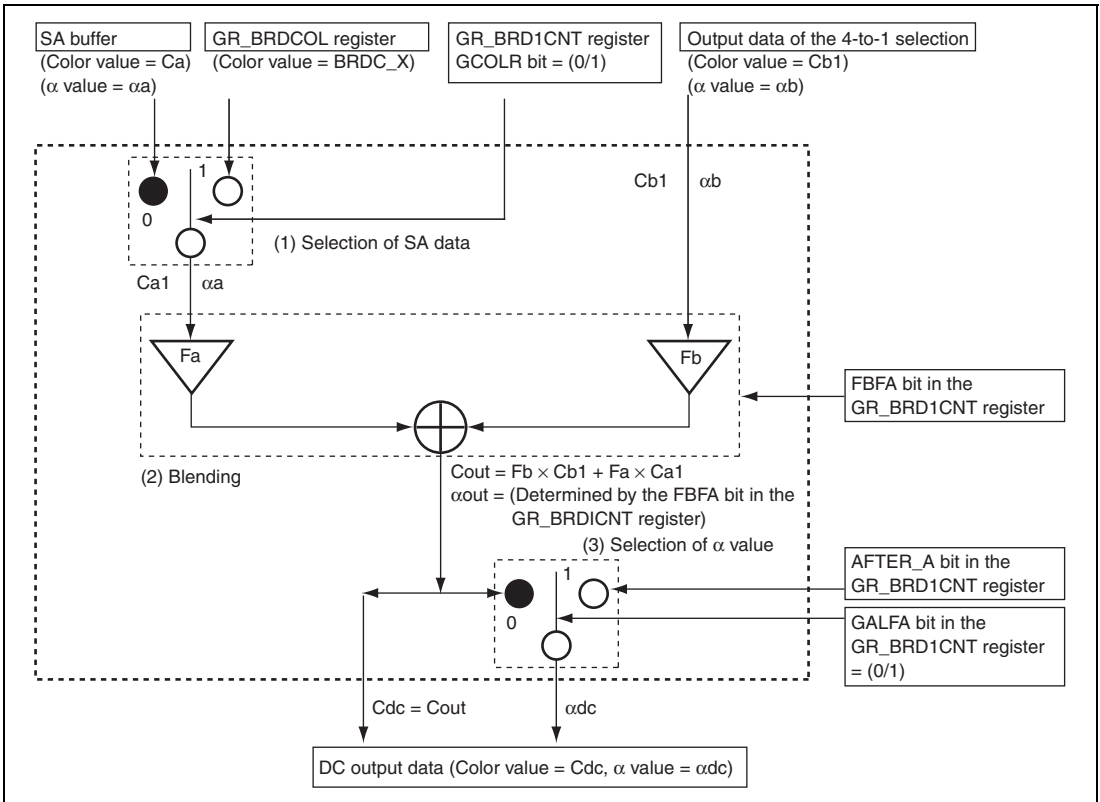 SA buffer
(Color value = Ca)
(α value = αa)
GR_BRDCOL register
(Color value = BRDC_X)
GR_BRD1CNT register
GCOLR bit = (0/1)
Output data of the 4-to-1 selection
(Color value = Cb1)
(α value = αb)
1
0
Cb1
αb
(1) Selection of SA data
Ca1
αa
Fa
Fb
FBFA bit in the
GR_BRD1CNT register
(2) Blending
Cout = Fb × Cb1 + Fa × Ca1
αout = (Determined by the FBFA bit in the
GR_BRDICNT register)
(3) Selection of α value
1
0
AFTER_A bit in the
GR_BRD1CNT register
GALFA bit in the
GR_BRD1CNT register
= (0/1)
Cdc = Cout
αdc
DC output data (Color value = Cdc, α value = αdc)